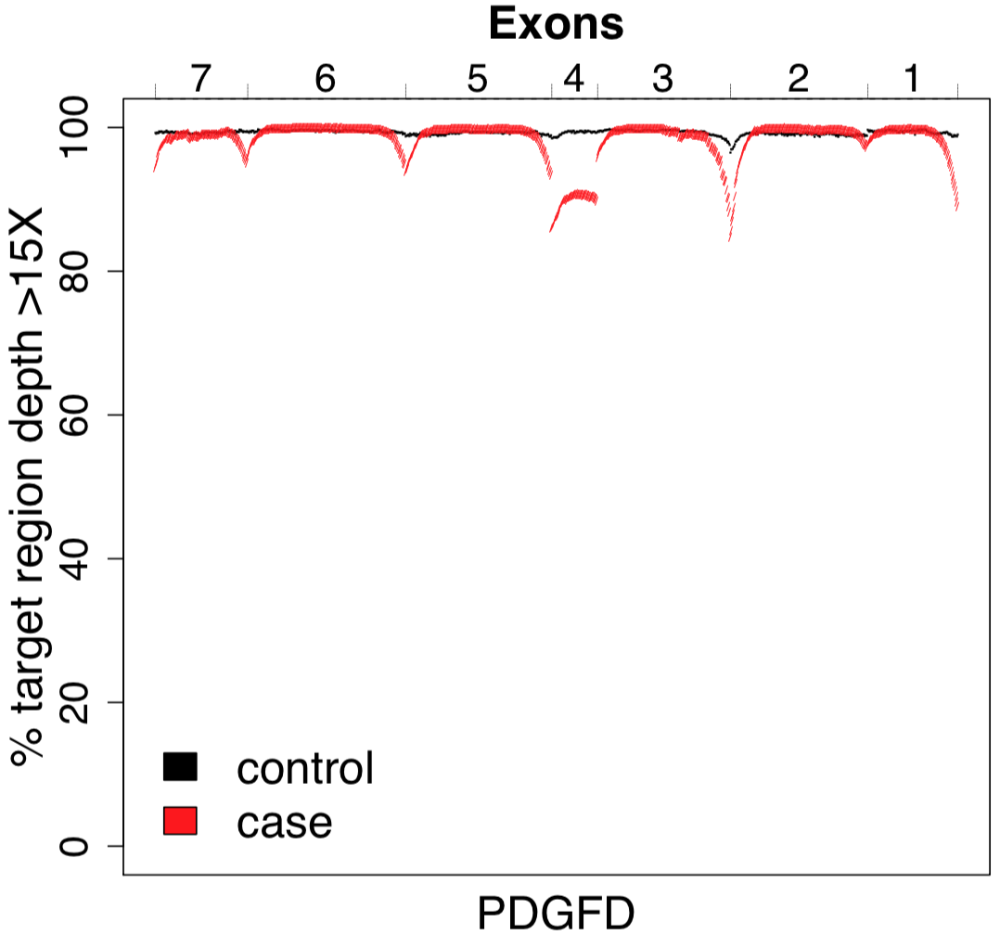 Exons
7 6 5 4 3 2 1
% target region depth >15X
100
80
60
40
20
0
control
case
PDGFD